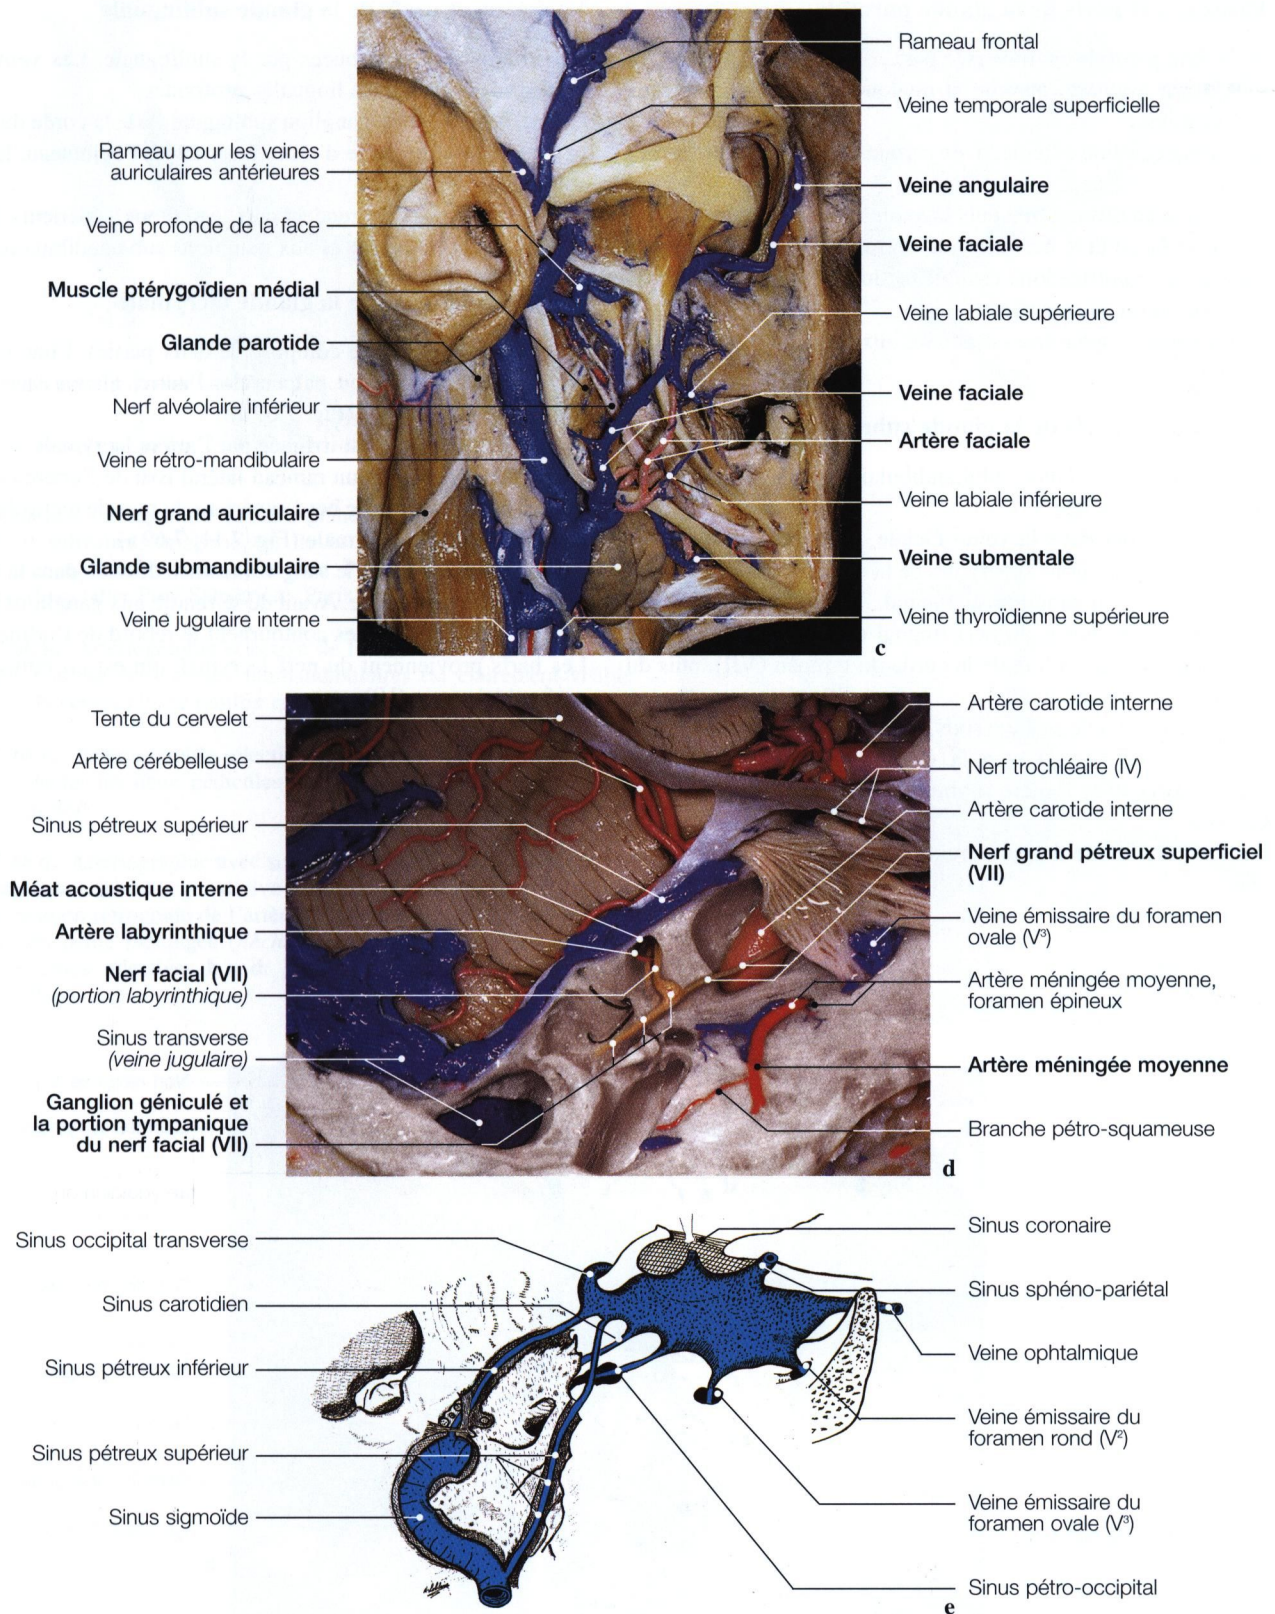 Rameau frontal
Veine temporale superficielle
Rameau pour les veines
auriculaires antérieures
Veine angulaire
Veine profonde de la face
Veine faciale
Muscle ptérygoïdien médial
Veine labiale supérieure
Glande parotide
Veine faciale
Nerf alvéolaire inférieur
Artère faciale
Veine rétro-mandibulaire
Veine labiale inférieure
Nerf grand auriculaire
Veine submentale
Glande submandibulaire
Veine jugulaire interne
Veine thyroïdienne supérieure
c
Tente du cervelet
Artère carotide interne
Artère cérébelleuse
Nerf trochléaire (IV)
Sinus pétreux supérieur
Artère carotide interne
Méat acoustique interne
Nerf grand pétreux superficiel
(VII)
Artère labyrinthique
Veine émissaire du foramen
ovale (V³)
Nerf facial (VII)
(portion labyrinthique)
Artère méningée moyenne,
foramen épineux
Sinus transverse
(veine jugulaire)
Artère méningée moyenne
Ganglion géniculé et
la portion tympanique
du nerf facial (VII)
Branche pétro-squameuse
d
Sinus coronaire
Sinus occipital transverse
Sinus sphéno-pariétal
Sinus carotidien
Veine ophtalmique
Sinus pétreux inférieur
Veine émissaire du
foramen rond (V²)
Sinus pétreux supérieur
Veine émissaire du
foramen ovale (V³)
Sinus sigmoïde
Sinus pétro-occipital
e